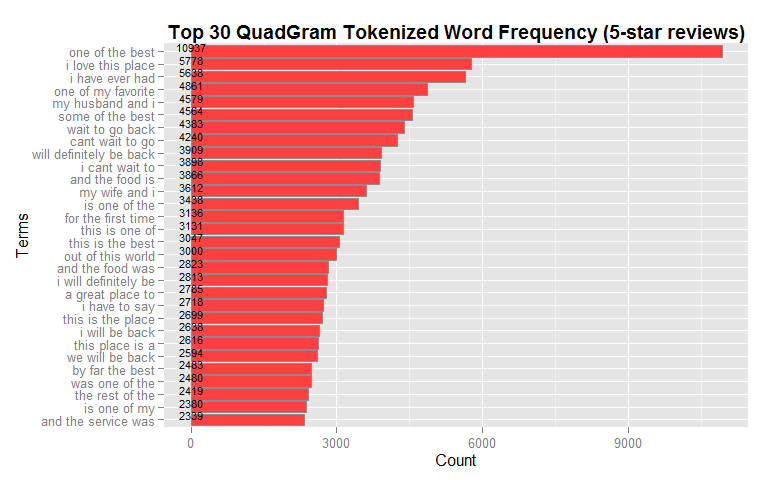 Top 30 QuadGram Tokenized Word Frequency (5-star reviews)
one of the best 10937
i love this place 5778
i have ever had 5638
one of my favorite 4861
my husband and i 4579
some of the best 4564
wait to go back 4383
cant wait to go 4240
will definitely be back 3909
i cant wait to 3898
and the food is 3866
my wife and i 3612
is one of the 3438
for the first time 3136
this is one of 3131
this is the best 3047
out of this world 3000
and the food was 2823
i will definitely be 2813
a great place to 2785
i have to say 2718
this is the place 2699
i will be back 2638
this place is a 2616
we will be back 2594
by far the best 2483
was one of the 2480
the rest of the 2419
is one of my 2380
and the service was 2339
Terms
0 3000 6000 9000
Count